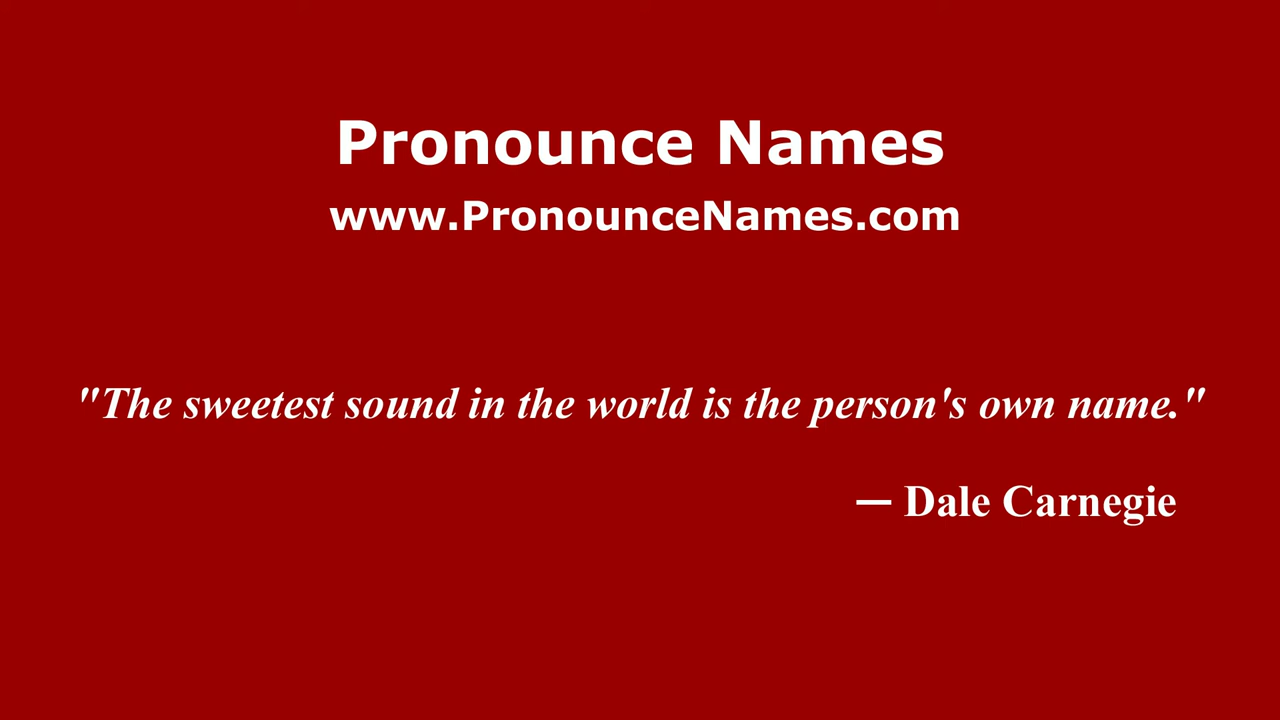 Pronounce Names
www.PronounceNames.com
"The sweetest sound in the world is the person's own name."
— Dale Carnegie